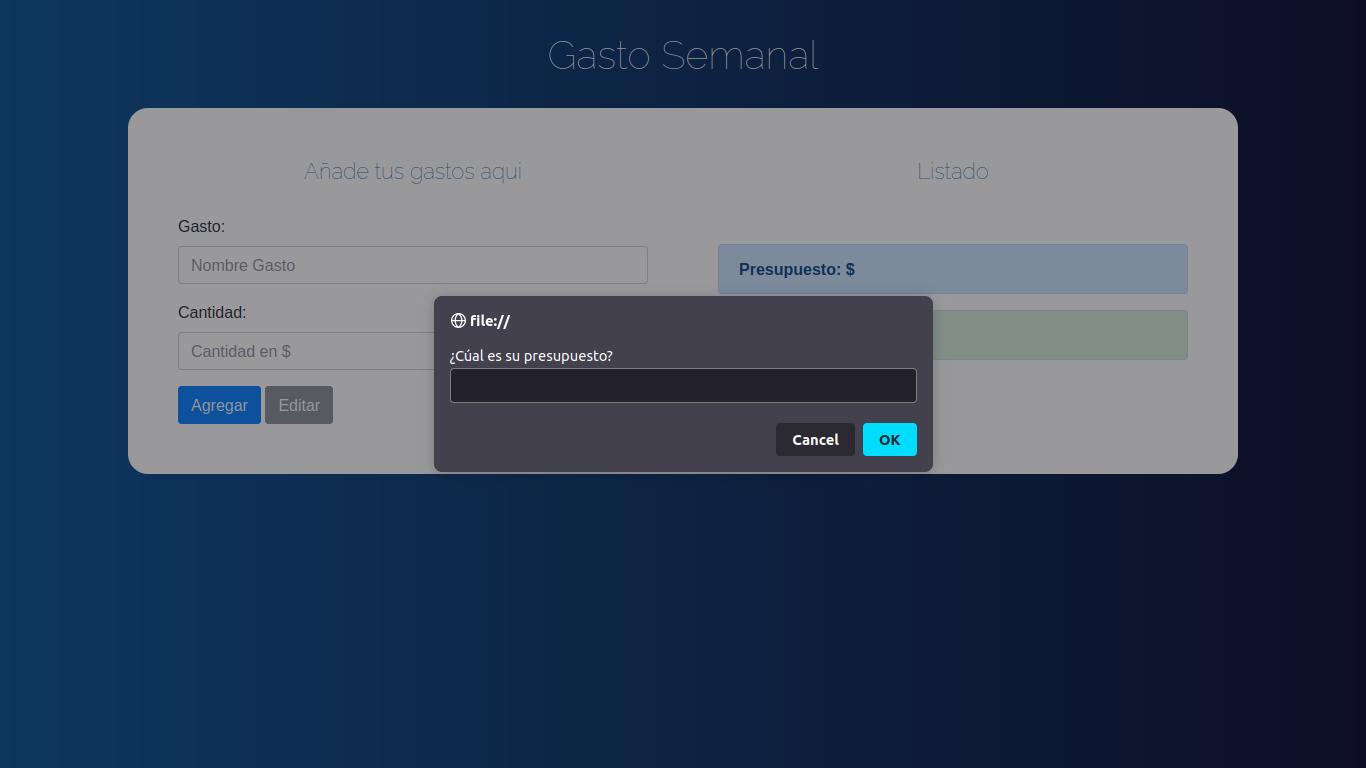 Gasto Semanal
Añade tus gastos aqui
Gasto:
Nombre Gasto
Cantidad:
Cantidad en $
Agregar Editar
Listado
Presupuesto: $
file://
¿Cúal es su presupuesto?
Cancel OK